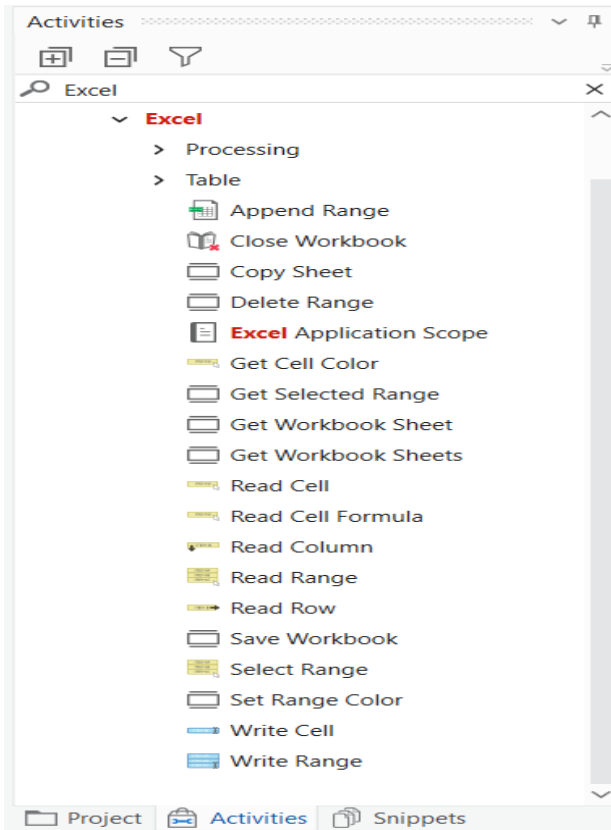 Activities
Excel
Excel
Processing
Table
Append Range
Close Workbook
Copy Sheet
Delete Range
Excel Application Scope
Get Cell Color
Get Selected Range
Get Workbook Sheet
Get Workbook Sheets
Read Cell
Read Cell Formula
Read Column
Read Range
Read Row
Save Workbook
Select Range
Set Range Color
Write Cell
Write Range
Project Activities Snippets